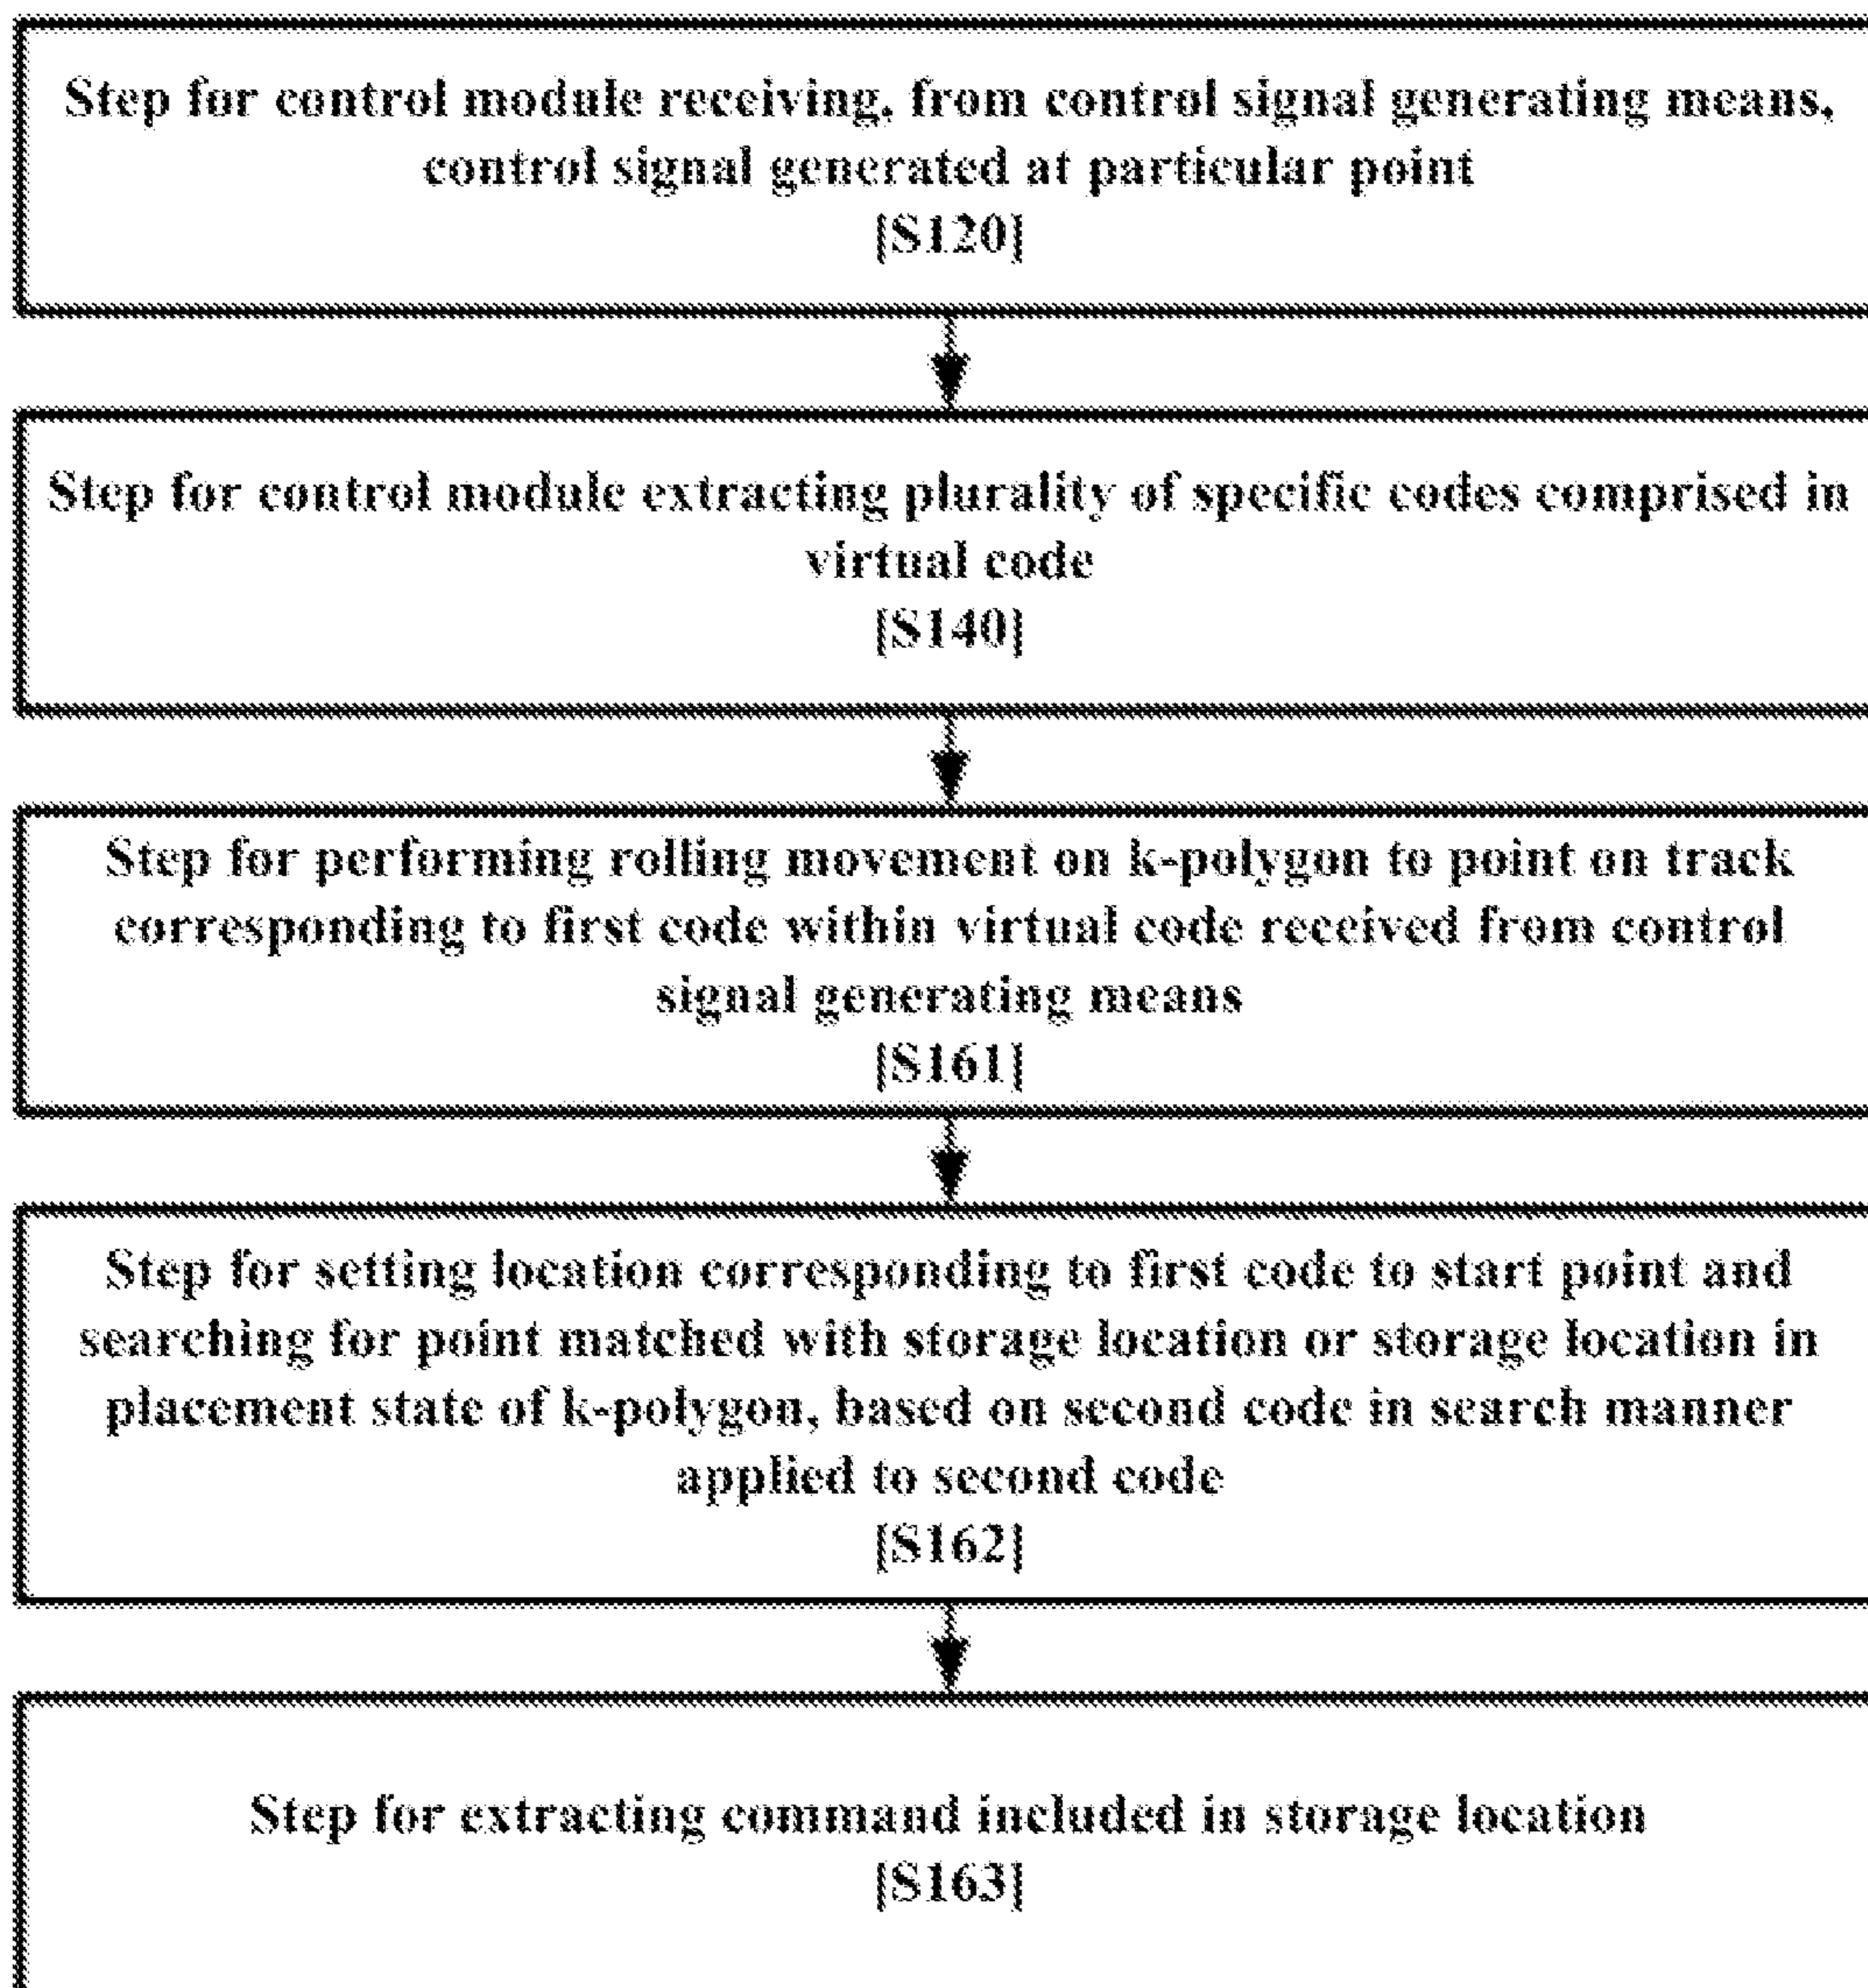 Step for control module receiving, from control signal generating means,
control signal generated at particular point
[S120]
Step for control module extracting plurality of specific codes comprised in
virtual code
[S140]
Step for performing rolling movement on k-polygon to point on track
corresponding to first code within virtual code received from control
signal generating means
[S161]
Step for setting location corresponding to first code to start point and
searching for point matched with storage location or storage location in
placement state of k-polygon, based on second code in search manner
applied to second code
[S162]
Step for extracting command included in storage location
[S163]